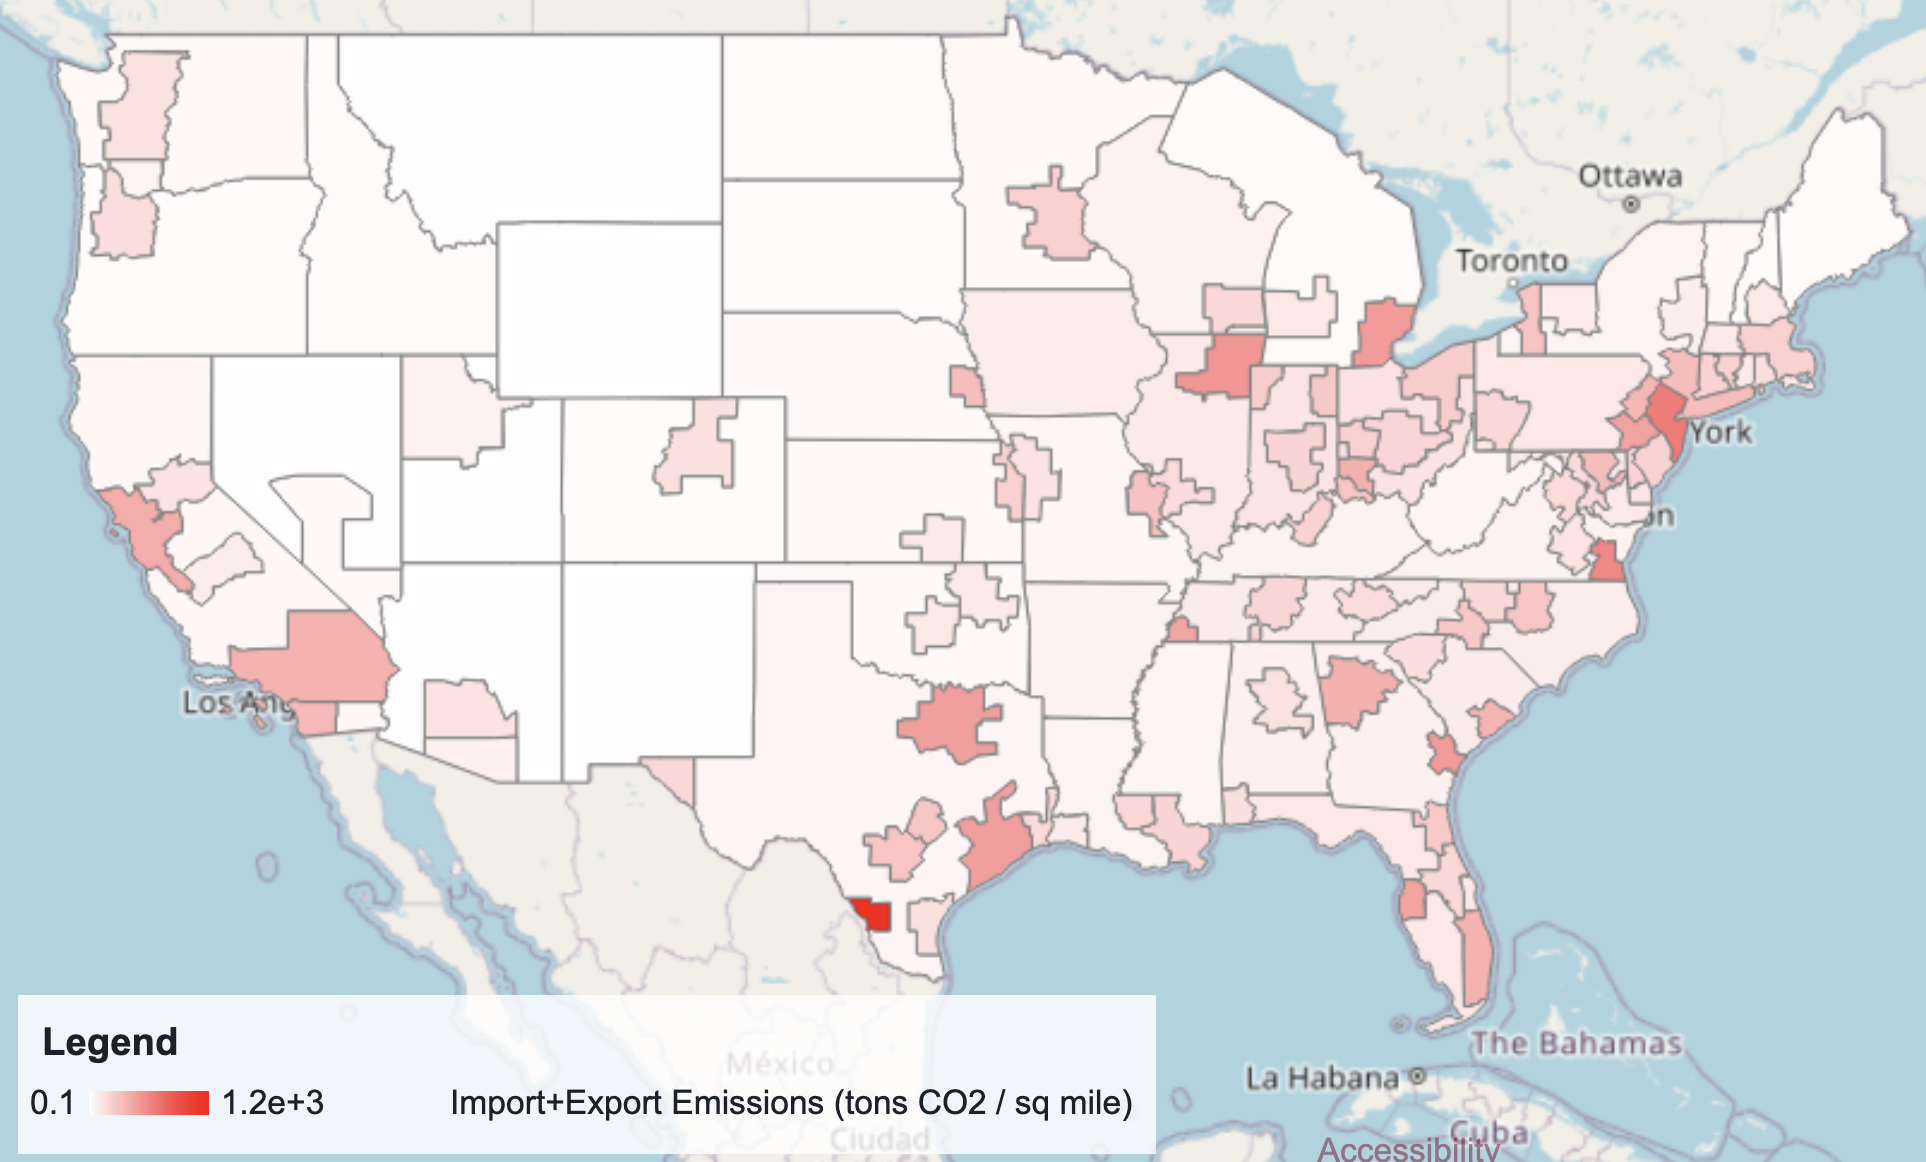 Ottawa
Toronto
York
on
Los Ang
The Bahamas
La Habana
Cuba
Accessibility
México
Ciudad
Legend
0.1 1.2e+3 Import+Export Emissions (tons CO2 / sq mile)